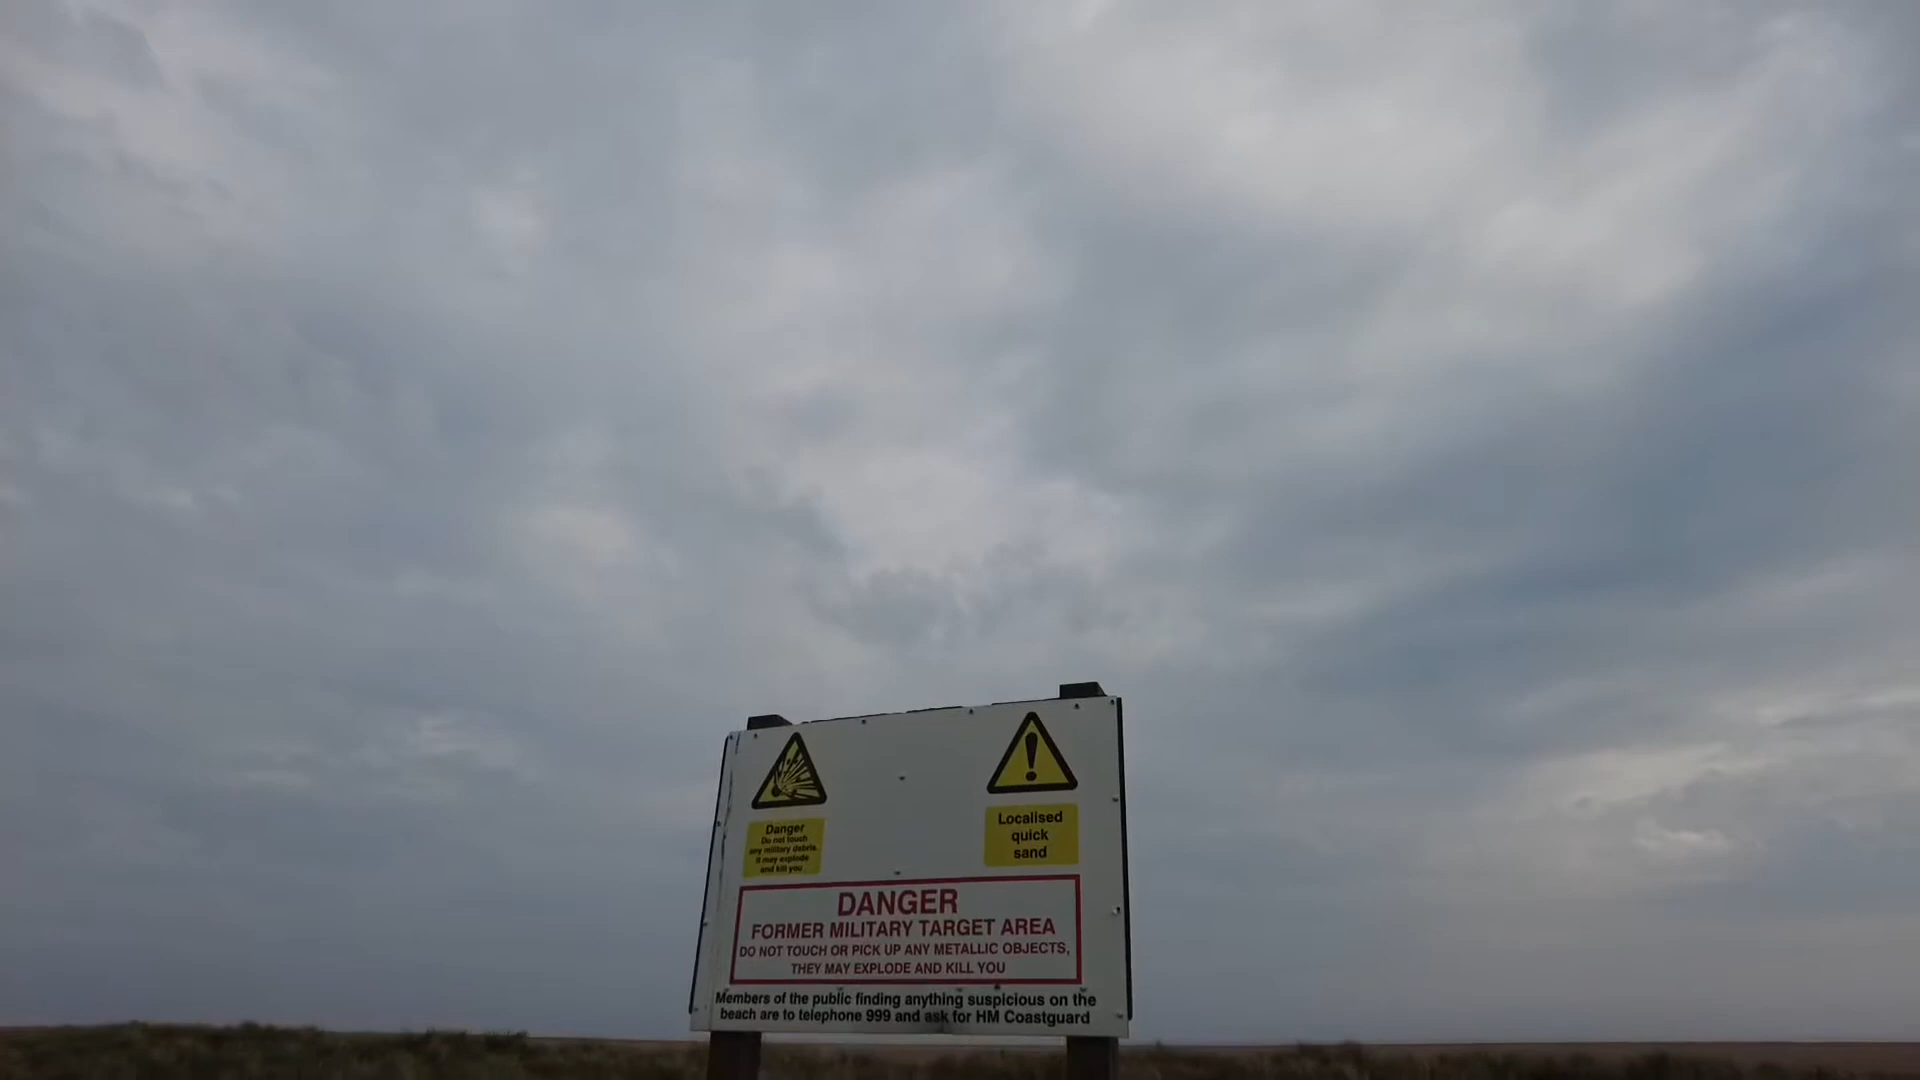 Danger
Do not touch
any military debris.
It may explode
and kill you
Localised
quick
sand
DANGER
FORMER MILITARY TARGET AREA
DO NOT TOUCH OR PICK UP ANY METALLIC OBJECTS,
THEY MAY EXPLODE AND KILL YOU
Members of the public finding anything suspicious on the
beach are to telephone 999 and ask for HM Coastguard